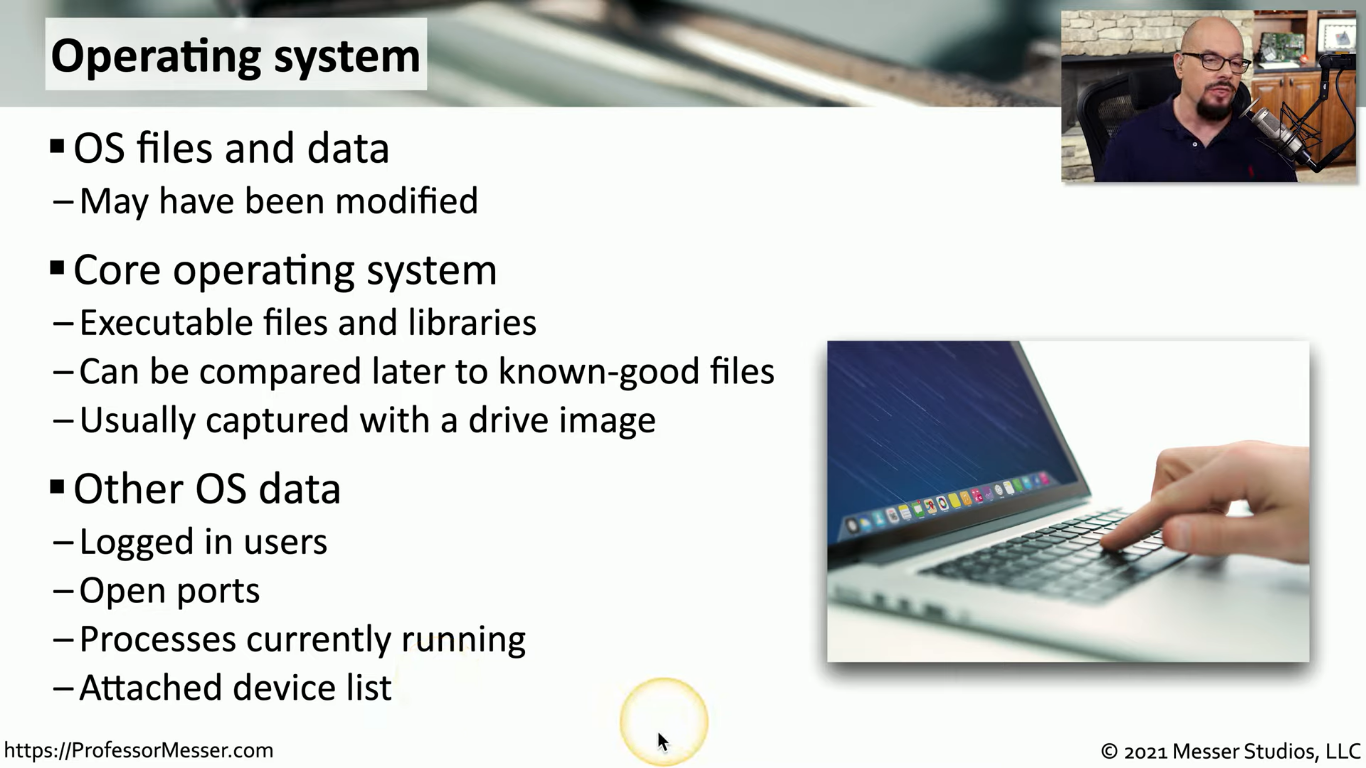 Operating system
▪ OS files and data
– May have been modified
▪ Core operating system
– Executable files and libraries
– Can be compared later to known-good files
– Usually captured with a drive image
▪ Other OS data
– Logged in users
– Open ports
– Processes currently running
– Attached device list
https://ProfessorMesser.com
© 2021 Messer Studios, LLC